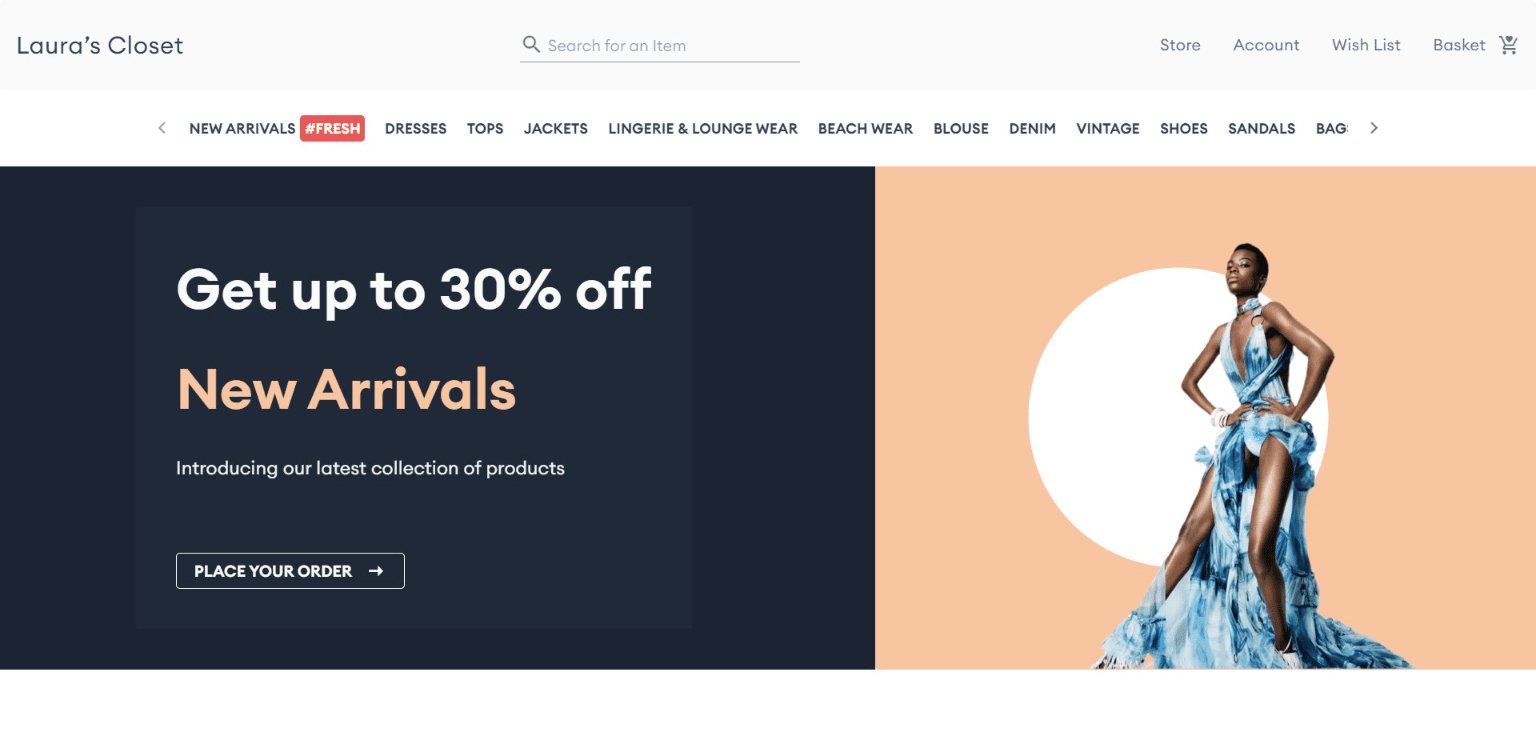 Laura’s Closet
Search for an Item
Store Account Wish List Basket
NEW ARRIVALS #FRESH DRESSES TOPS JACKETS LINGERIE & LOUNGE WEAR BEACH WEAR BLOUSE DENIM VINTAGE SHOES SANDALS
Get up to 30% off
New Arrivals
Introducing our latest collection of products
PLACE YOUR ORDER →